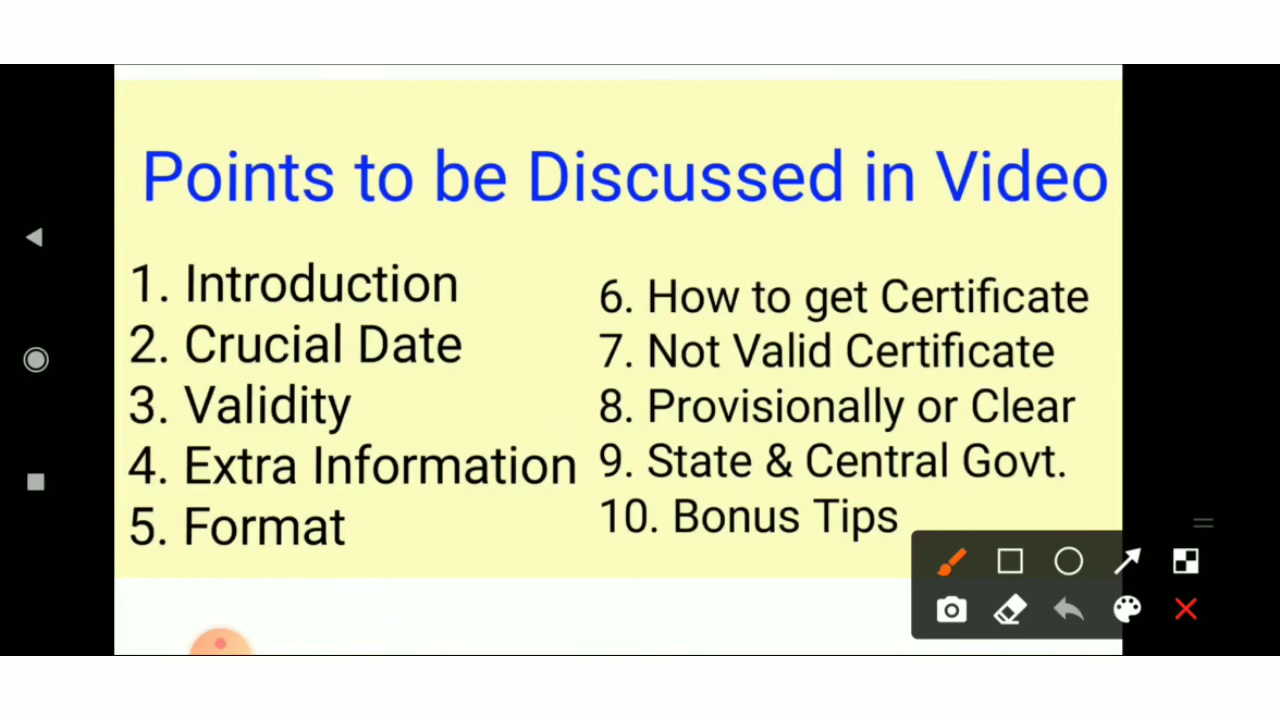 Points to be Discussed in Video
1. Introduction
2. Crucial Date
3. Validity
4. Extra Information
5. Format
6. How to get Certificate
7. Not Valid Certificate
8. Provisionally or Clear
9. State & Central Govt.
10. Bonus Tips